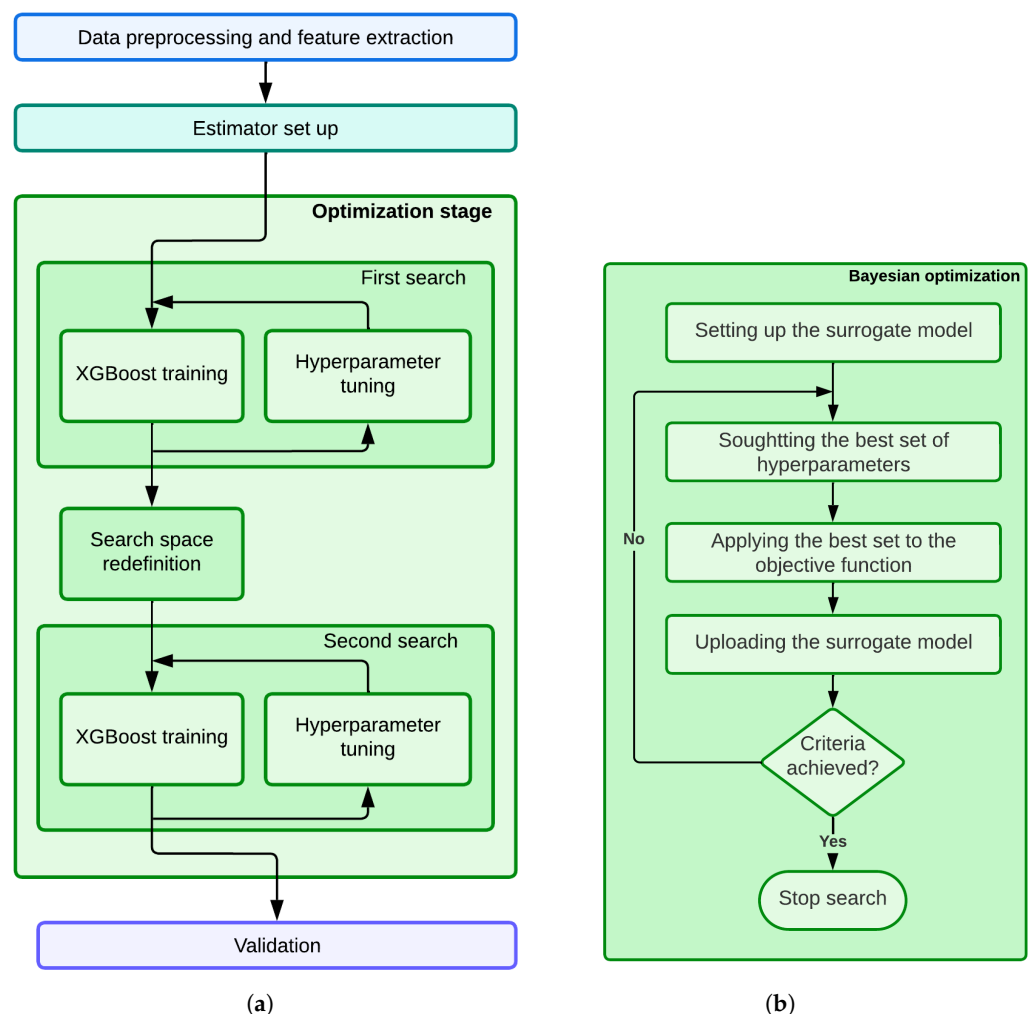 Data preprocessing and feature extraction
Estimator set up
Optimization stage
First search
XGBoost training
Hyperparameter
tuning
Search space
redefinition
Second search
XGBoost training
Hyperparameter
tuning
Validation
(a)
Bayesian optimization
Setting up the surrogate model
Soughtting the best set of
hyperparameters
No
Applying the best set to the
objective function
Uploading the surrogate model
Criteria
achieved?
Yes
Stop search
(b)